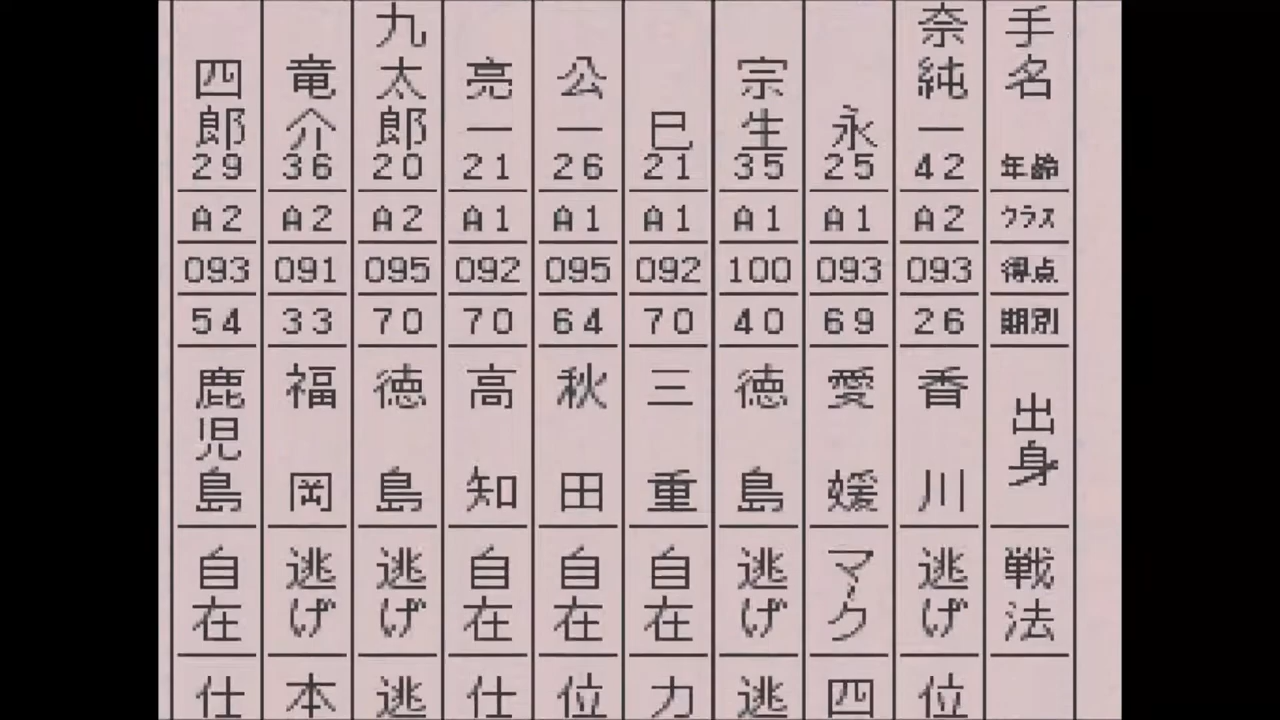 手名 年齢 クラス 得点 期別 出身 戦法
奈純一 42 A2 093 26 香川 逃げ 位
永 25 A1 093 69 愛媛 マーク 四
宗生 35 A1 100 40 徳島 逃げ 逃
巳 21 A1 092 70 三重 自在 力
公一 26 A1 095 64 秋田 自在 位
亮一 21 A1 092 70 高知 自在 仕
九太郎 20 A2 095 70 徳島 逃げ 逃
竜介 36 A2 091 33 福岡 逃げ 本
四郎 29 A2 093 54 鹿児島 自在 仕